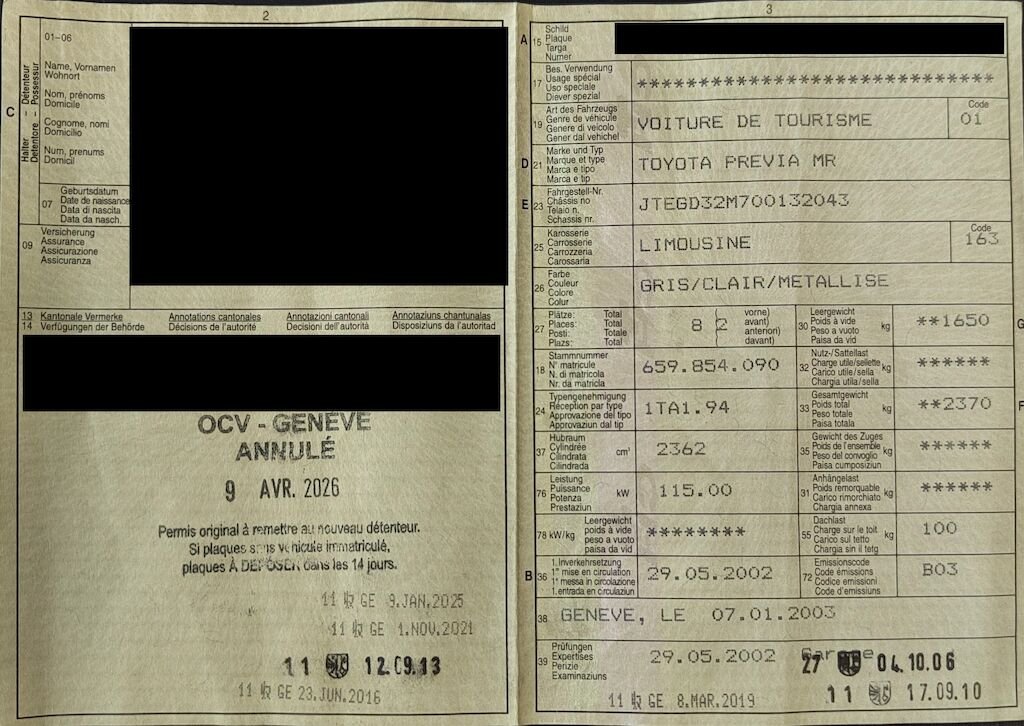 2
C
Halter - Détenteur
Detentore - Possessur
01-06
Name, Vornamen
Wohnort
Nom, prénoms
Domicile
Cognome, nomi
Domicilio
Num, prenums
Domicil
07
Geburtsdatum
Date de naissance
Data di nascita
Data da nasch.
09
Versicherung
Assurance
Assicurazione
Assicuranza
13 Kantonale Vermerke Annotations cantonales Annotazioni cantonali Annotaziuns chantunalas
14 Verfügungen der Behörde Décisions de l'autorité Decisioni dell'autorità Disposiziuns da l'autoritad
OCV - GENÈVE
ANNULÉ
9 AVR. 2026
Permis original à remettre au nouveau détenteur.
Si plaques sans véhicule immatriculé,
plaques À DÉPOSER dans les 14 jours.
11 GE 9.JAN.2025
11 GE 1.NOV.2021
11 12.09.13
11 GE 23.JUN.2016
3
A 15
Schild
Plaque
Targa
Numer
17
Bes. Verwendung
Usage spécial
Uso speciale
Diever spezial
******************************
19
Art des Fahrzeugs
Genre de véhicule
Genere di veicolo
Gener dal vehichel
VOITURE DE TOURISME
Code
01
D 21
Marke und Typ
Marque et type
Marca e tipo
Marca e tip
TOYOTA PREVIA MR
E 23
Fahrgestell-Nr.
Châssis no
Telaio n.
Schassis nr.
JTEGD32M700132043
25
Karosserie
Carrosserie
Carrozzeria
Carossaria
LIMOUSINE
Code
163
26
Farbe
Couleur
Colore
Colur
GRIS/CLAIR/METALLISE
27
Plätze: Total
Places: Total
Posti: Totale
Plazs: Total
8 (2
vorne)
avant)
anteriori)
davant)
30
Leergewicht
Poids à vide
Peso a vuoto
Paisa da vid
kg
**1650
G
18
Stammnummer
N° matricule
N. di matricola
Nr. da matricla
659.854.090
32
Nutz-/Sattellast
Charge utile/sellette
Carico utile/sella
Chargia utila/sella
kg
******
24
Typengenehmigung
Réception par type
Approvazione del tipo
Approvaziun dal tip
1TA1.94
33
Gesamtgewicht
Poids total
Peso totale
Paisa totala
kg
**2370
F
37
Hubraum
Cylindrée
Cilindrata
Cilindrada
cm³
2362
35
Gewicht des Zuges
Poids de l'ensemble
Peso del convoglio
Paisa cumposiziun
kg
******
76
Leistung
Puissance
Potenza
Prestaziun
kW
115.00
31
Anhängelast
Poids remorquable
Carico rimorchiato
Chargia annexa
kg
******
78 kW/kg
Leergewicht
poids à vide
peso a vuoto
paisa da vid
********
55
Dachlast
Charge sur le toit
Carico sul tetto
Chargia sin il tetg
kg
100
B 36
1.Inverkehrsetzung
1re mise en circulation
1a messa in circolazione
1.entrada en circulaziun
29.05.2002
72
Emissionscode
Code émissions
Codice emissioni
Code d'emissiuns
B03
38
GENEVE, LE 07.01.2003
39
Prüfungen
Expertises
Perizie
Examinaziuns
29.05.2002 Garage
27 04.10.06
11 17.09.10
11 GE 8.MAR.2019